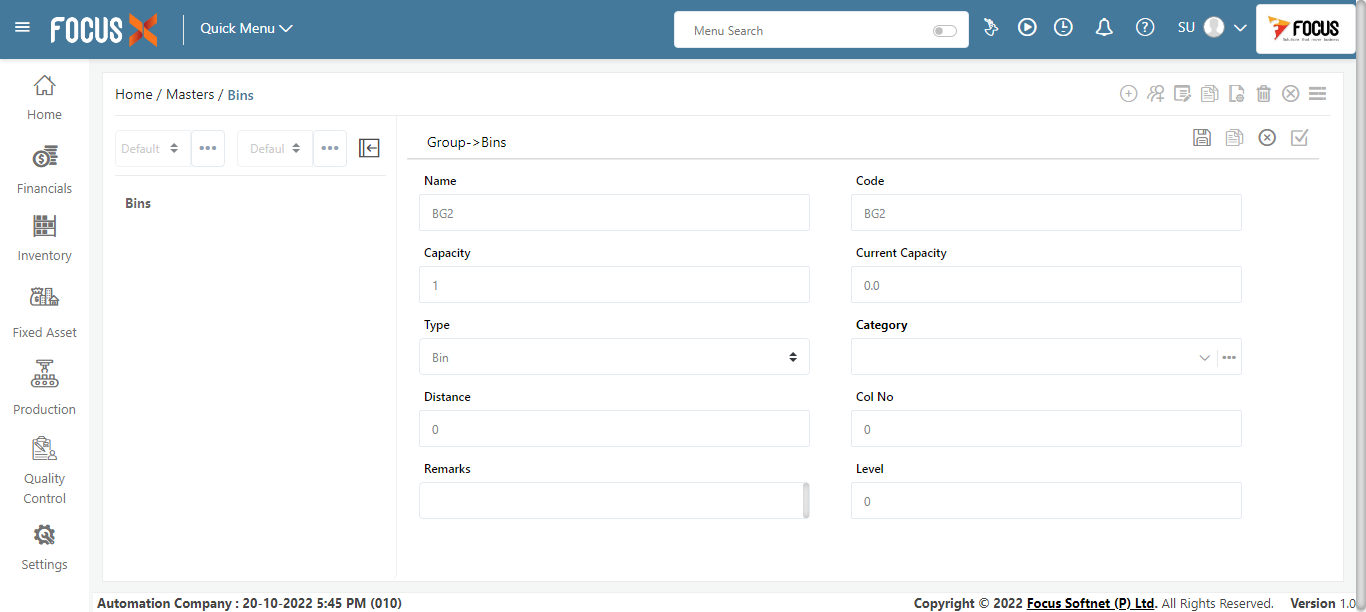 FOCUS X Quick Menu Menu Search SU FOCUS
Home
Financials
Inventory
Fixed Asset
Production
Quality
Control
Settings
Home / Masters / Bins
Default ••• Defaul •••
Bins
Group->Bins
Name Code
BG2 BG2
Capacity Current Capacity
1 0.0
Type Category
Bin •••
Distance Col No
0 0
Remarks Level
0
Automation Company : 20-10-2022 5:45 PM (010) Copyright © 2022 Focus Softnet (P) Ltd. All Rights Reserved. Version 1.0